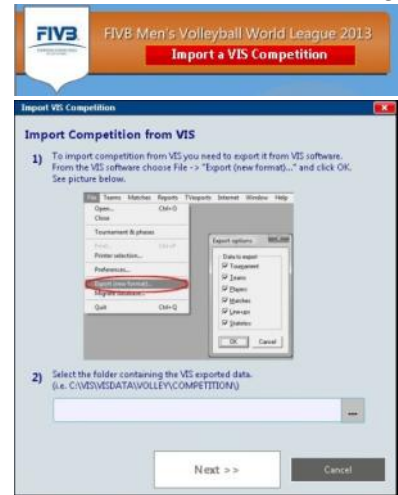 FIVB
FIVB Men's Volleyball World League 2013
Import a VIS Competition
Import VIS Competition
Import Competition from VIS
1) To import competition from VIS you need to export it from VIS software.
From the VIS software choose File -> "Export (new format)..." and click OK.
See picture below.
File Teams Matches Reports TVreports Internet Window Help
Open... Ctrl+O
Close
Tournament & phases
Printer selection...
Preferences...
Export (new format)...
Migrate database...
Quit Ctrl+Q
Export options
Data to export
Tournament
Teams
Players
Matches
Line-ups
Statistics
OK Cancel
2) Select the folder containing the VIS exported data.
(i.e. C:\VIS\VISDATA\VOLLEY\COMPETITION\)
...
Next >>
Cancel